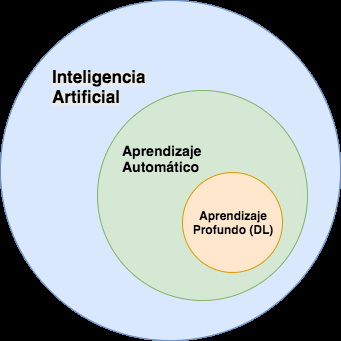 Inteligencia
Artificial
Aprendizaje
Automático
Aprendizaje
Profundo (DL)